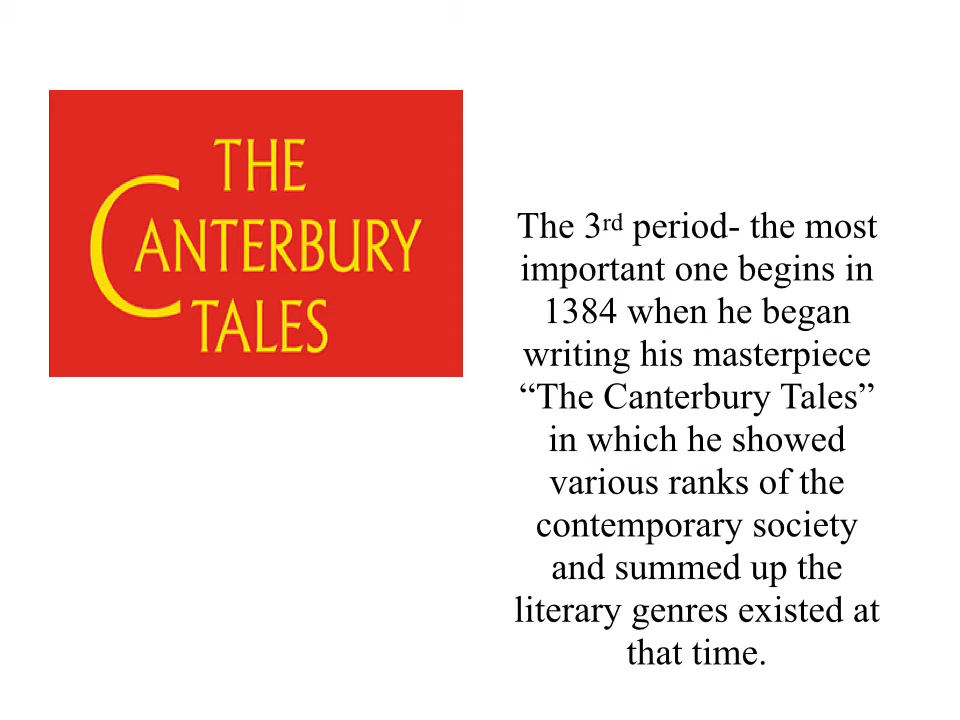 THE
CANTERBURY
TALES
The 3rd period- the most
important one begins in
1384 when he began
writing his masterpiece
“The Canterbury Tales”
in which he showed
various ranks of the
contemporary society
and summed up the
literary genres existed at
that time.